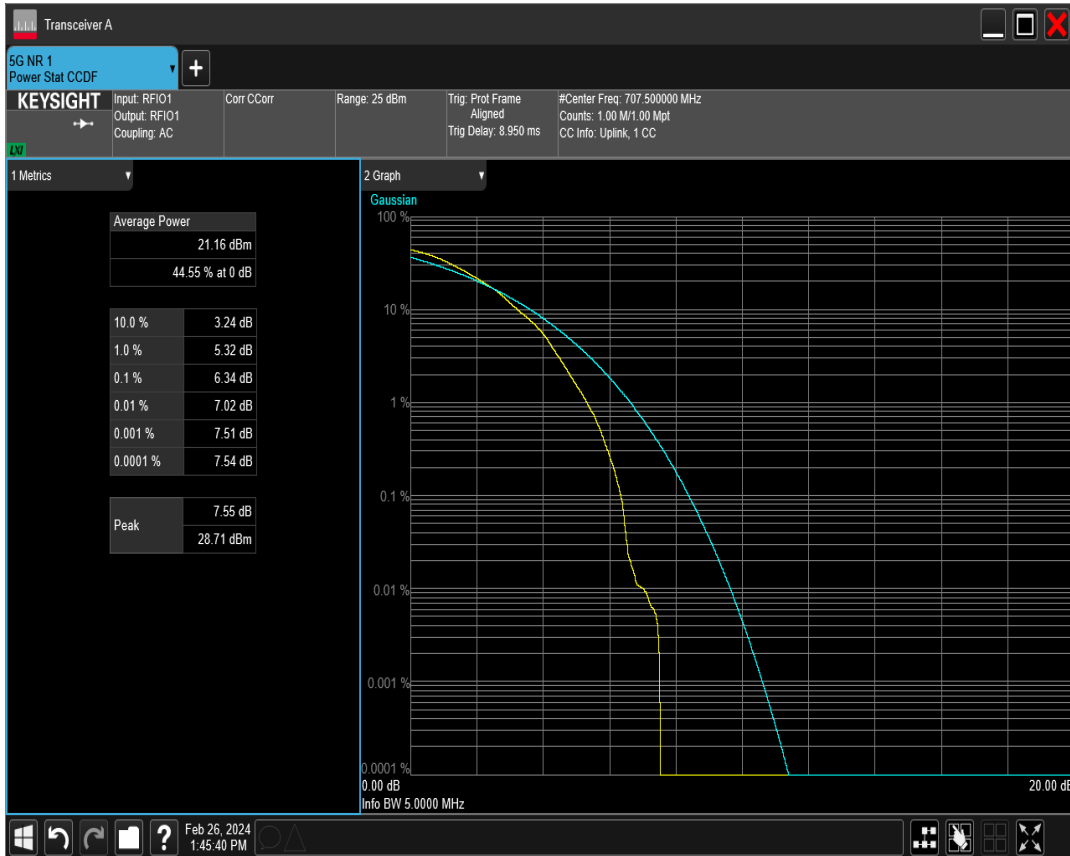 Transceiver A
5G NR 1
Power Stat CCDF
KEYSIGHT
LXI
Input: RFIO1
Output: RFIO1
Coupling: AC
Corr CCorr
Range: 25 dBm
Trig: Prot Frame
Aligned
Trig Delay: 8.950 ms
#Center Freq: 707.500000 MHz
Counts: 1.00 M/1.00 Mpt
CC Info: Uplink, 1 CC
1 Metrics
Average Power
21.16 dBm
44.55 % at 0 dB
10.0 % 3.24 dB
1.0 % 5.32 dB
0.1 % 6.34 dB
0.01 % 7.02 dB
0.001 % 7.51 dB
0.0001 % 7.54 dB
Peak
7.55 dB
28.71 dBm
2 Graph
Gaussian
100 %
10 %
1 %
0.1 %
0.01 %
0.001 %
0.0001 %
0.00 dB 20.00 dB
Info BW 5.0000 MHz
? Feb 26, 2024
1:45:40 PM